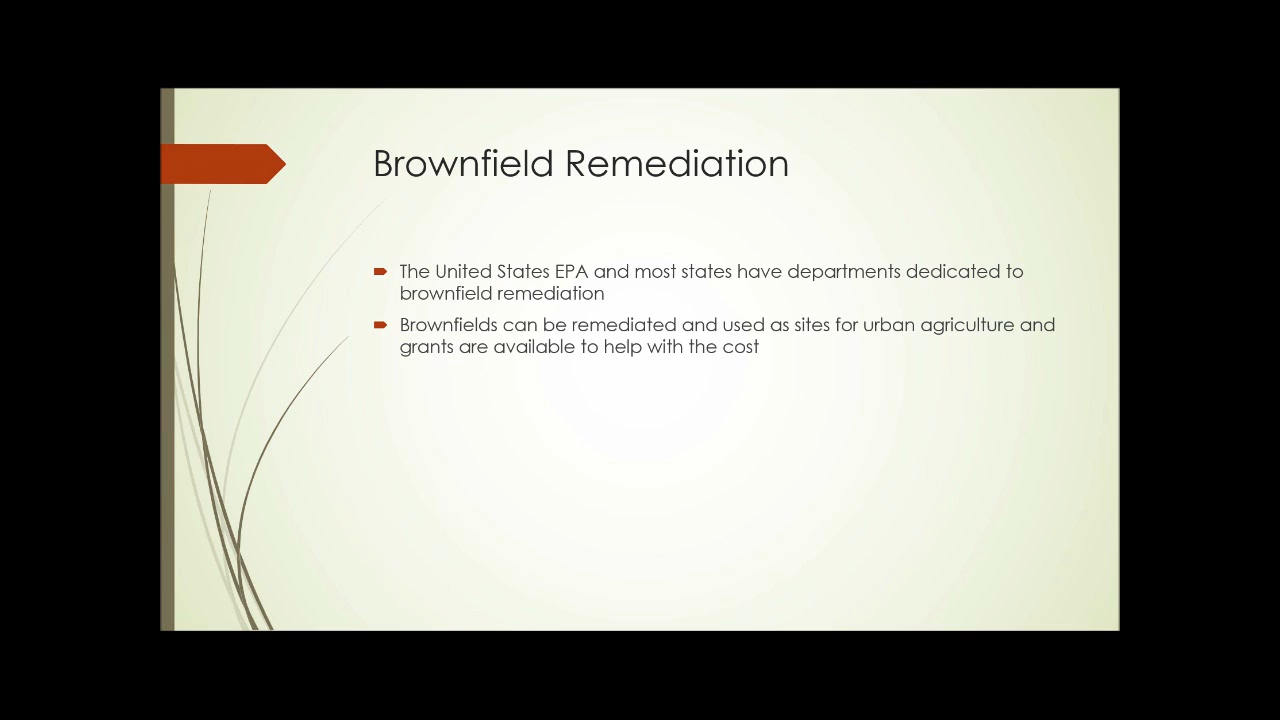 Brownfield Remediation
The United States EPA and most states have departments dedicated to
brownfield remediation
Brownfields can be remediated and used as sites for urban agriculture and
grants are available to help with the cost